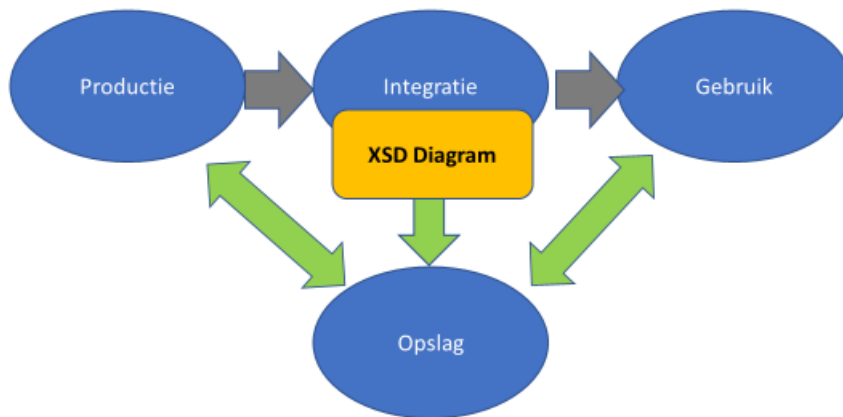 Productie
Integratie
Gebruik
XSD Diagram
Opslag